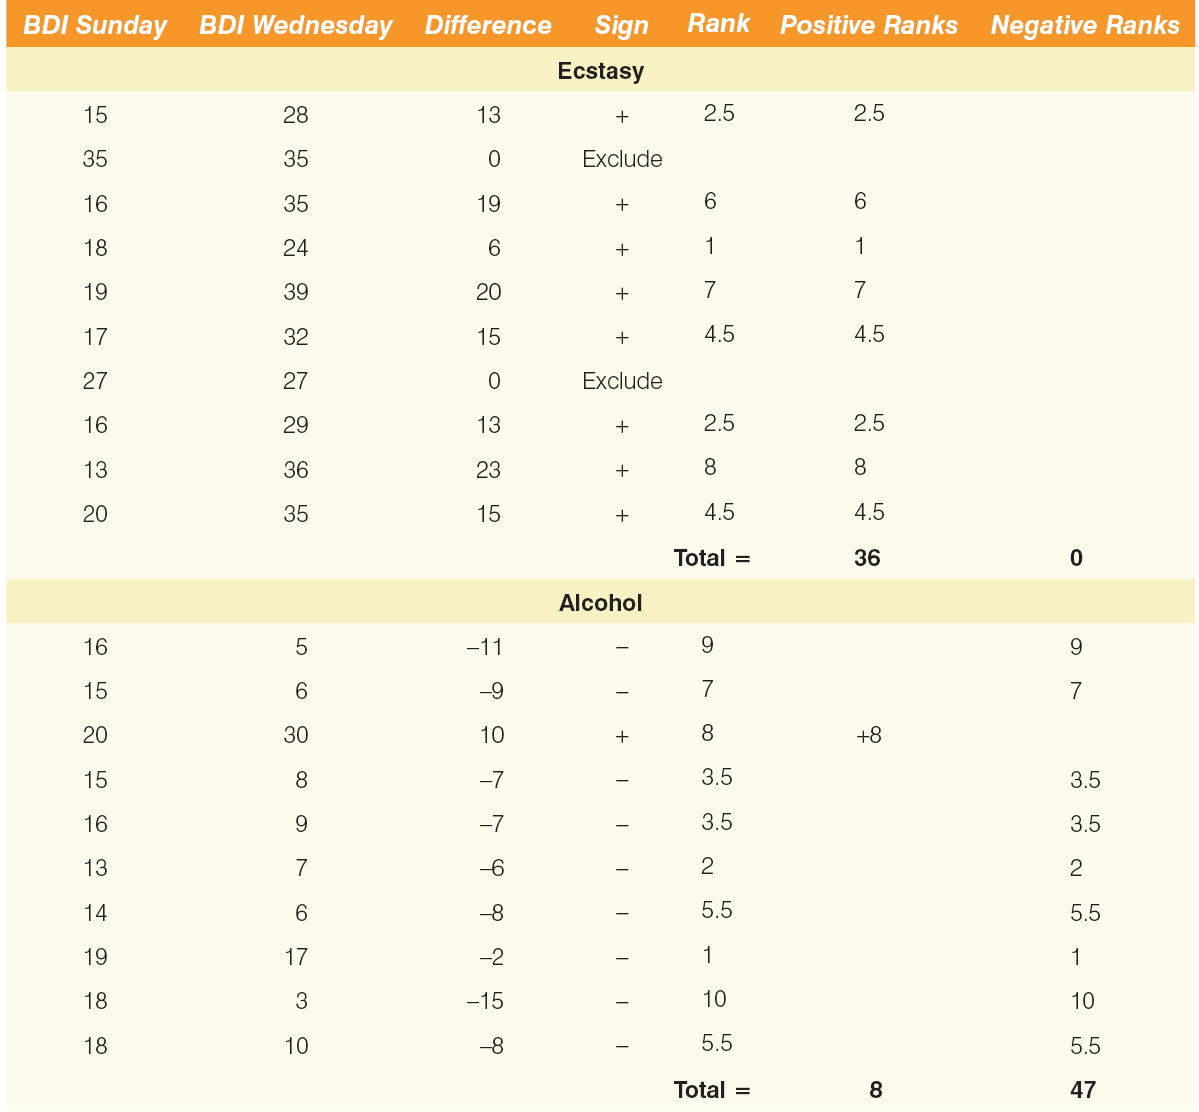 BDI Sunday BDI Wednesday Difference Sign Rank Positive Ranks Negative Ranks
Ecstasy
15 28 13 + 2.5 2.5
35 35 0 Exclude
16 35 19 + 6 6
18 24 6 + 1 1
19 39 20 + 7 7
17 32 15 + 4.5 4.5
27 27 0 Exclude
16 29 13 + 2.5 2.5
13 36 23 + 8 8
20 35 15 + 4.5 4.5
Total = 36 0
Alcohol
16 5 –11 – 9 9
15 6 –9 – 7 7
20 30 10 + 8 +8
15 8 –7 – 3.5 3.5
16 9 –7 – 3.5 3.5
13 7 –6 – 2 2
14 6 –8 – 5.5 5.5
19 17 –2 – 1 1
18 3 –15 – 10 10
18 10 –8 – 5.5 5.5
Total = 8 47